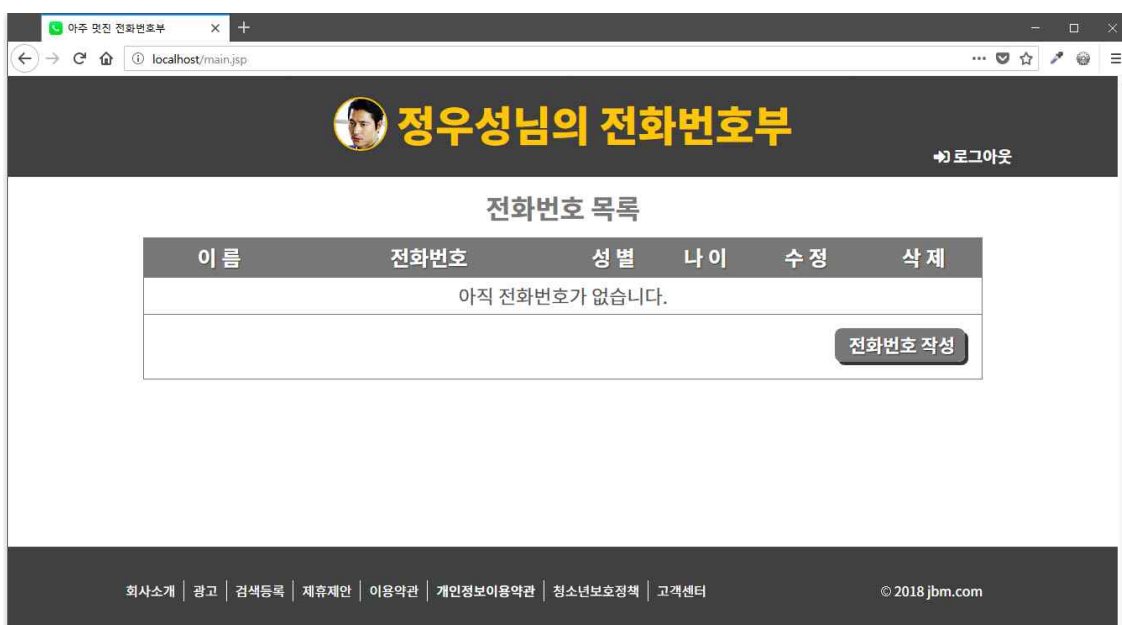 아주 멋진 전화번호부
localhost/main.jsp
정우성님의 전화번호부
로그아웃
전화번호 목록
이 름 전화번호 성 별 나 이 수 정 삭 제
아직 전화번호가 없습니다.
전화번호 작성
회사소개 광고 검색등록 제휴제안 이용약관 개인정보이용약관 청소년보호정책 고객센터 © 2018 jbm.com